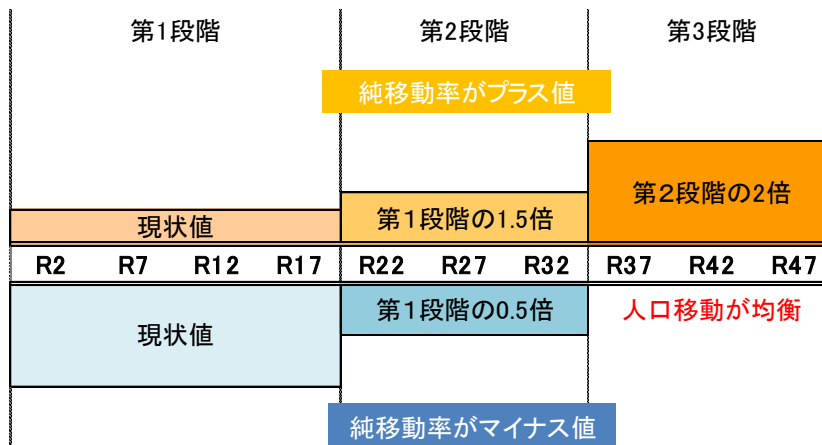 第1段階
第2段階
第3段階
純移動率がプラス値
現状値
第1段階の1.5倍
第2段階の2倍
R2 R7 R12 R17 R22 R27 R32 R37 R42 R47
現状値
第1段階の0.5倍
人口移動が均衡
純移動率がマイナス値